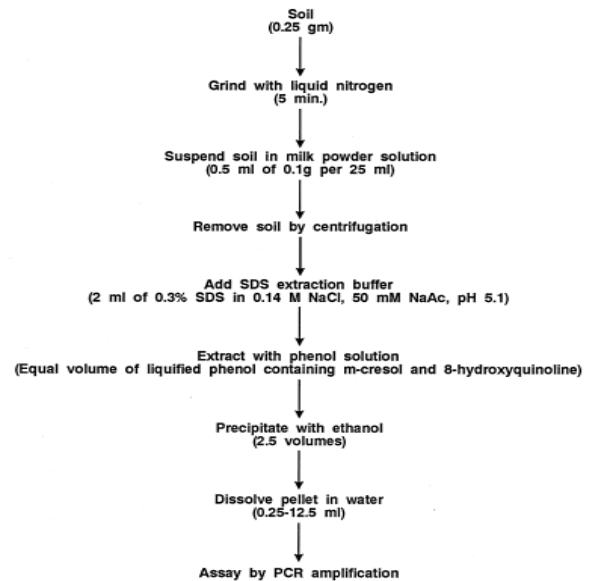 Soil
(0.25 gm)
Grind with liquid nitrogen
(5 min.)
Suspend soil in milk powder solution
(0.5 ml of 0.1g per 25 ml)
Remove soil by centrifugation
Add SDS extraction buffer
(2 ml of 0.3% SDS in 0.14 M NaCl, 50 mM NaAc, pH 5.1)
Extract with phenol solution
(Equal volume of liquified phenol containing m-cresol and 8-hydroxyquinoline)
Precipitate with ethanol
(2.5 volumes)
Dissolve pellet in water
(0.25-12.5 ml)
Assay by PCR amplification